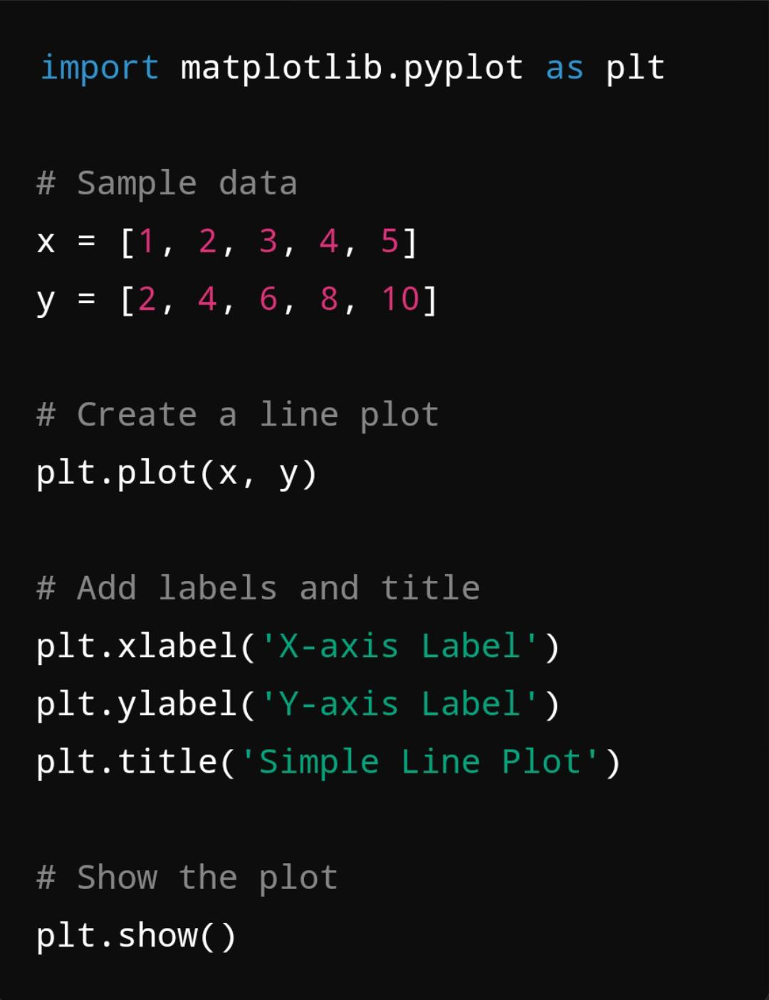 import matplotlib.pyplot as plt
# Sample data
x = [1, 2, 3, 4, 5]
y = [2, 4, 6, 8, 10]
# Create a line plot
plt.plot(x, y)
# Add labels and title
plt.xlabel('X-axis Label')
plt.ylabel('Y-axis Label')
plt.title('Simple Line Plot')
# Show the plot
plt.show()